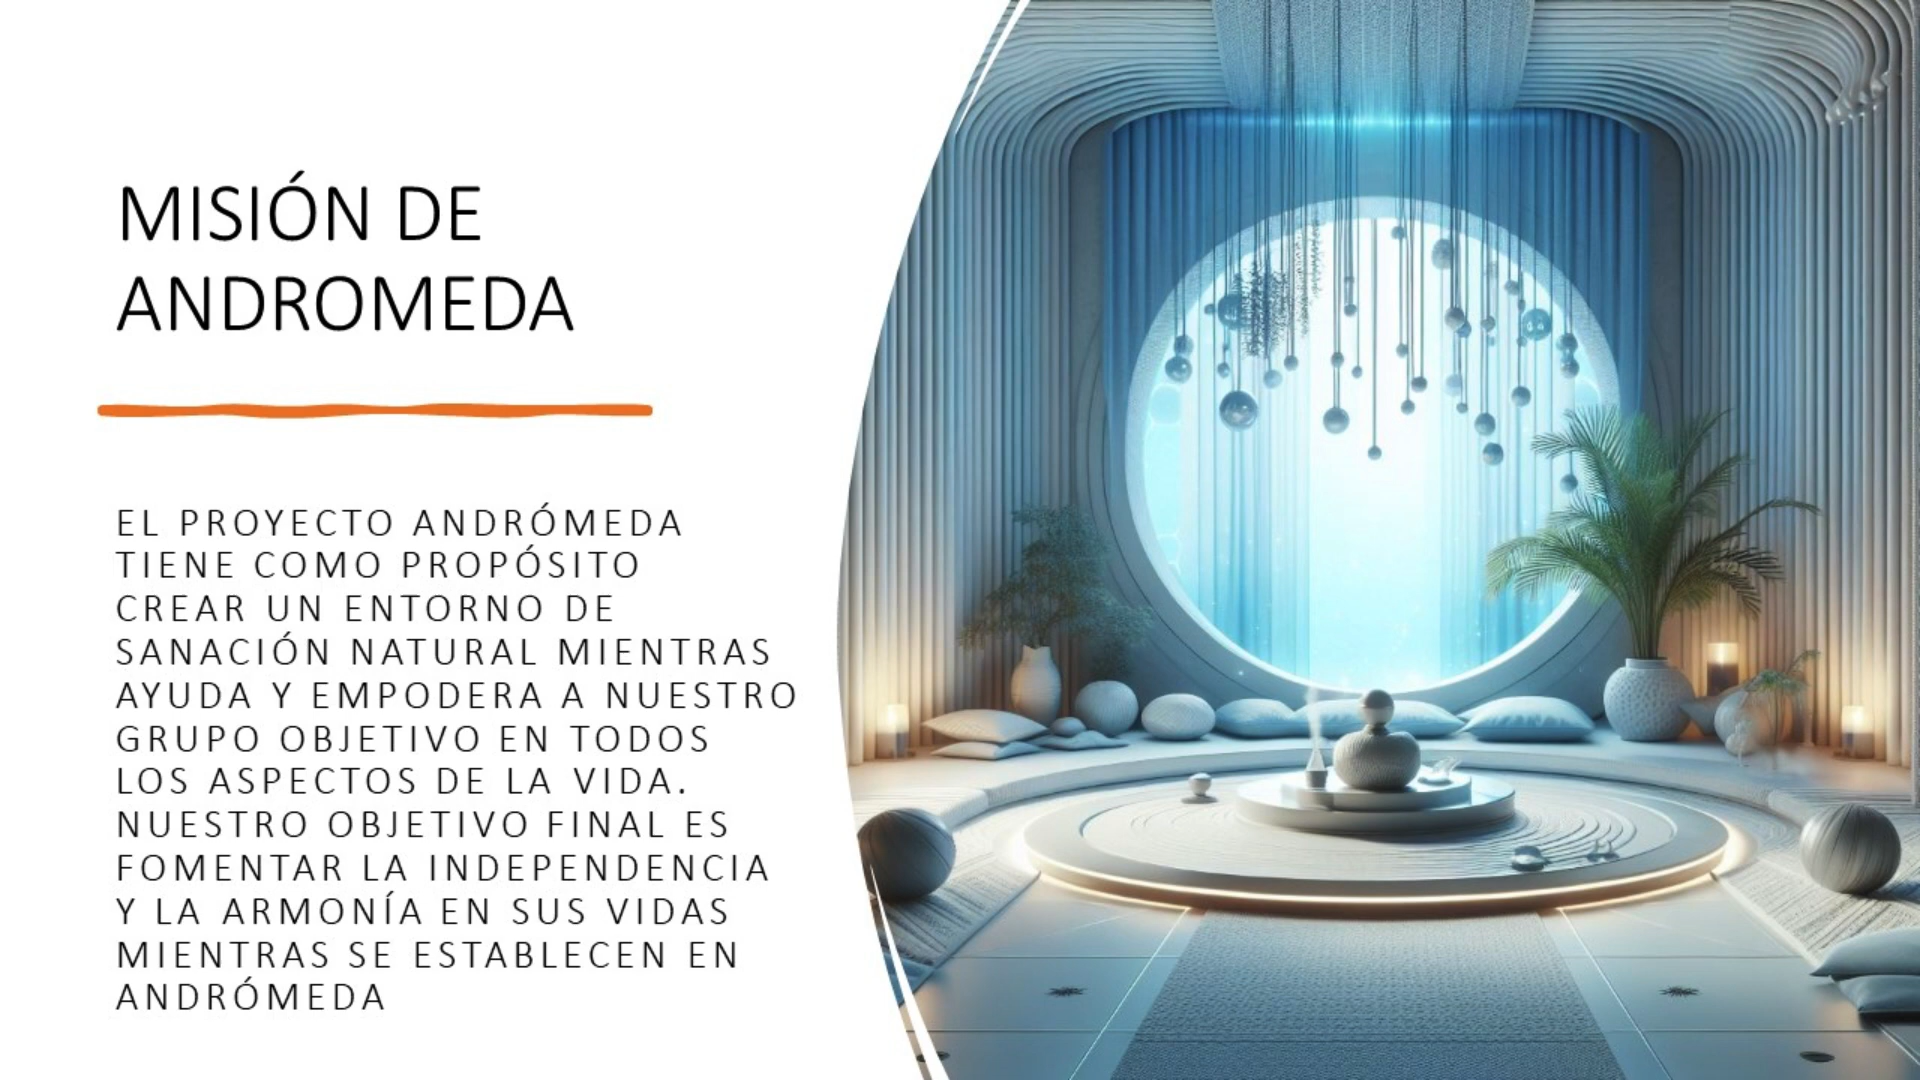 MISIÓN DE
ANDROMEDA
EL PROYECTO ANDRÓMEDA
TIENE COMO PROPÓSITO
CREAR UN ENTORNO DE
SANACIÓN NATURAL MIENTRAS
AYUDA Y EMPODERA A NUESTRO
GRUPO OBJETIVO EN TODOS
LOS ASPECTOS DE LA VIDA.
NUESTRO OBJETIVO FINAL ES
FOMENTAR LA INDEPENDENCIA
Y LA ARMONÍA EN SUS VIDAS
MIENTRAS SE ESTABLECEN EN
ANDRÓMEDA